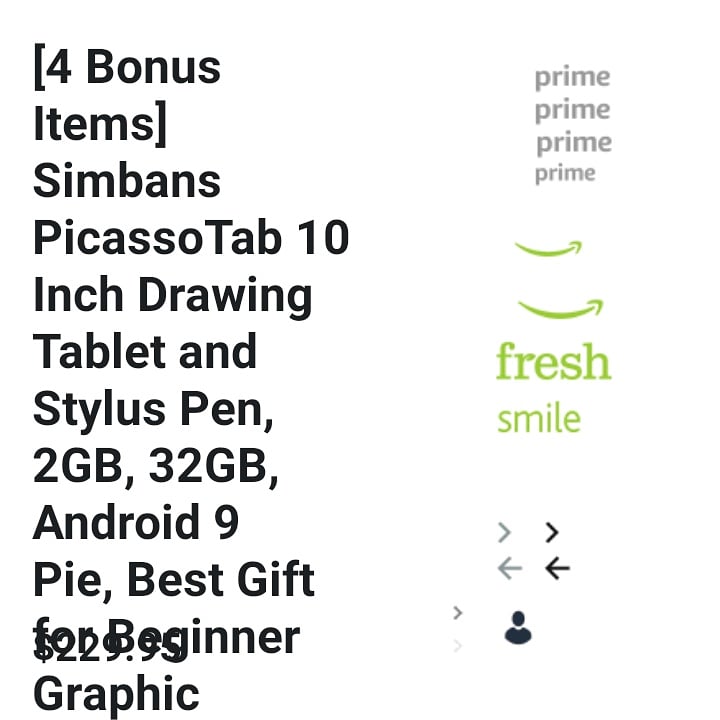 [4 Bonus
Items]
Simbans
PicassoTab 10
Inch Drawing
Tablet and
Stylus Pen,
2GB, 32GB,
Android 9
Pie, Best Gift
for Beginner
$229.95
Graphic
prime
prime
prime
prime
fresh
smile